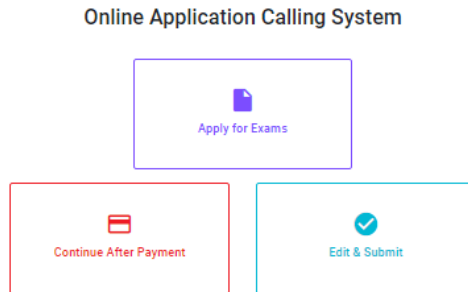 Online Application Calling System
Apply for Exams
Continue After Payment
Edit & Submit